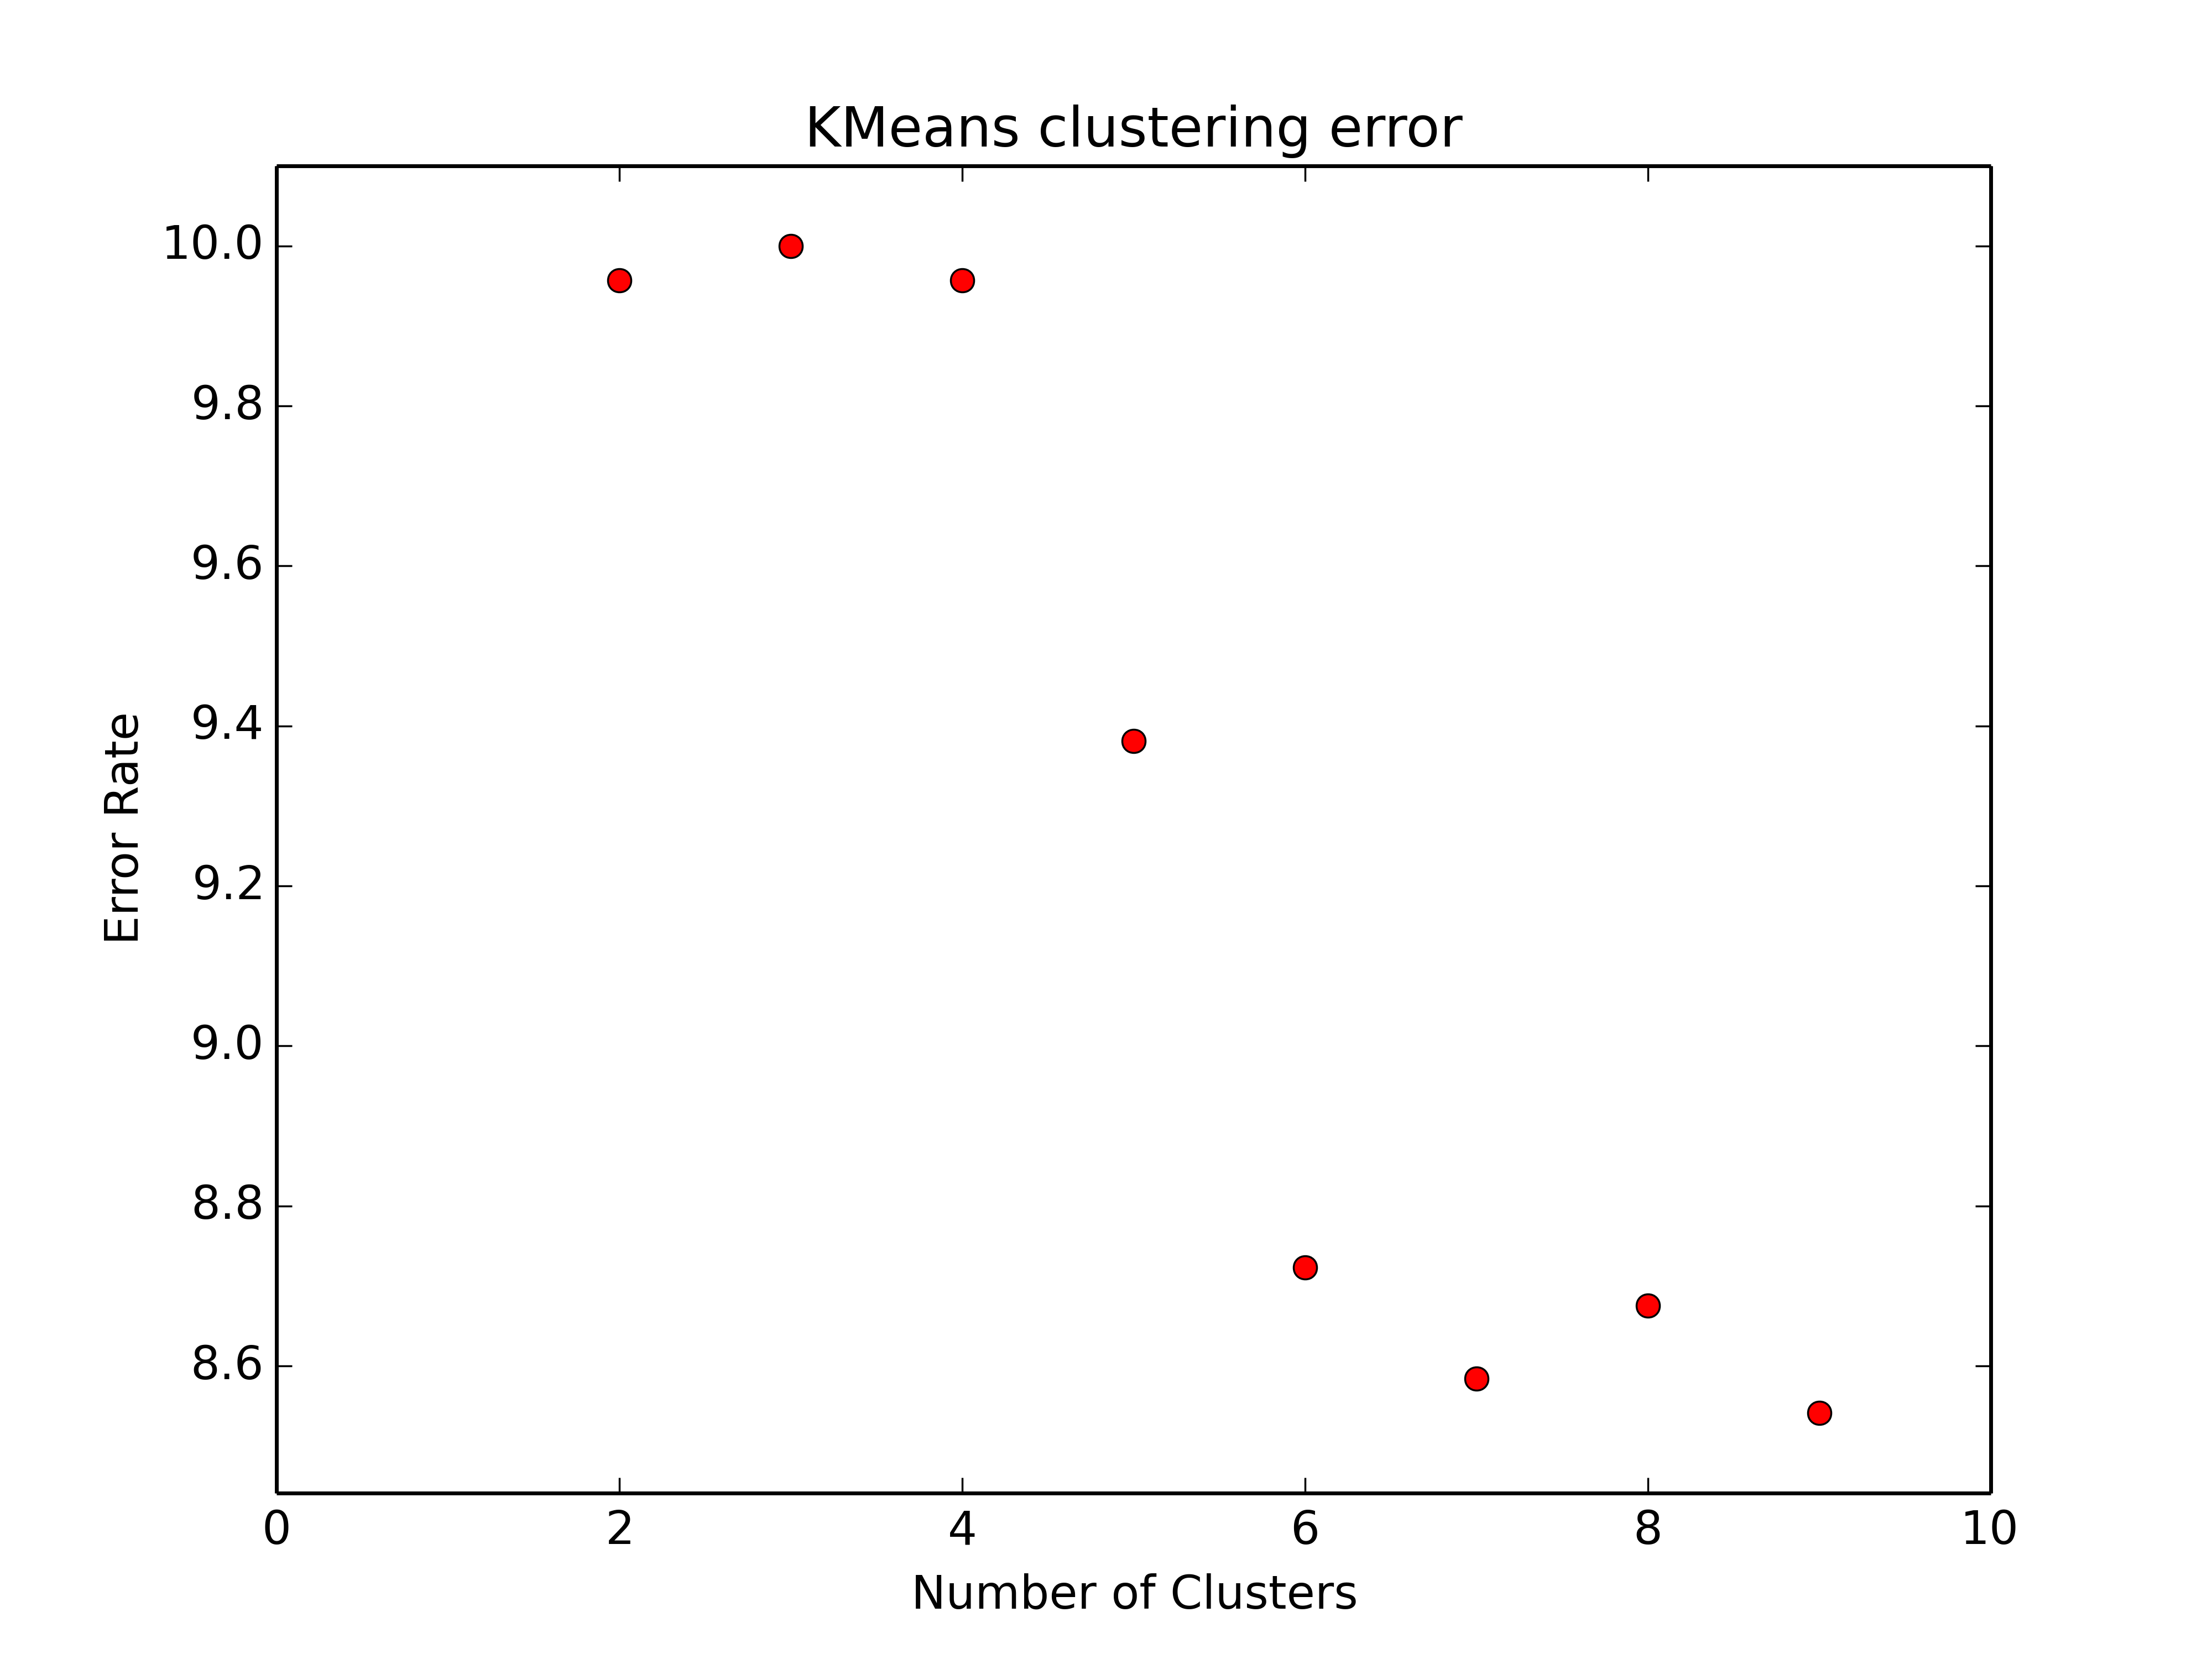 KMeans clustering error
10.0
9.8
9.6
9.4
9.2
9.0
8.8
8.6
Error Rate
0 2 4 6 8 10
Number of Clusters